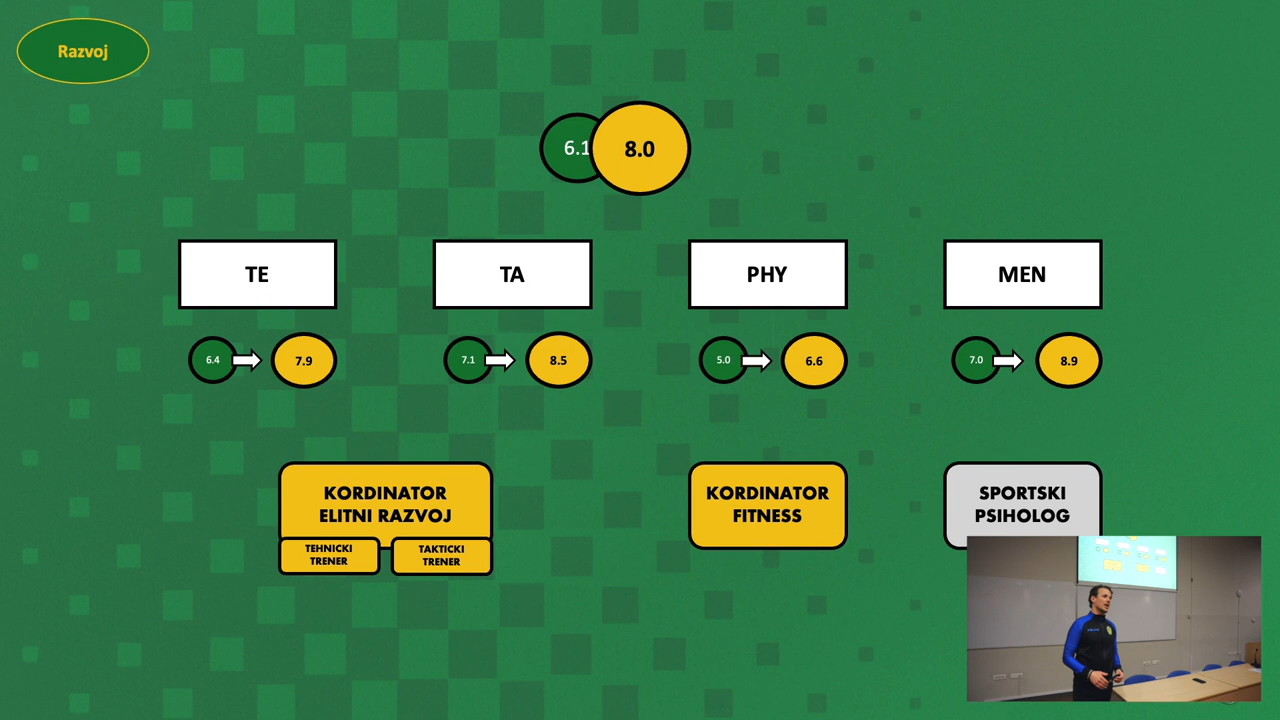 Razvoj
6.1
8.0
TE
TA
PHY
MEN
6.4
7.9
7.1
8.5
5.0
6.6
7.0
8.9
KORDINATOR
ELITNI RAZVOJ
KORDINATOR
FITNESS
SPORTSKI
PSIHOLOG
TEHNICKI
TRENER
TAKTICKI
TRENER